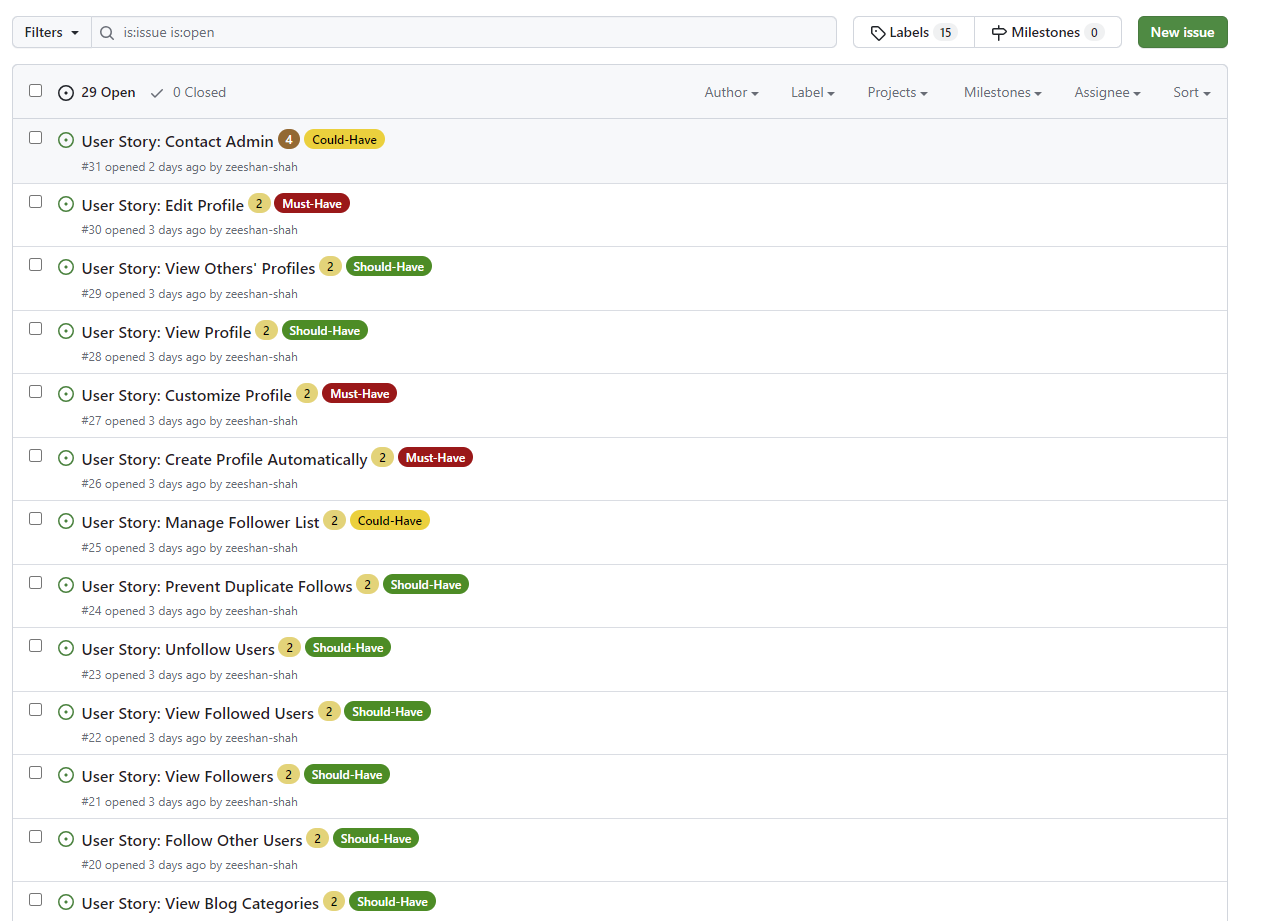 Filters is:issue is:open Labels 15 Milestones 0 New issue
29 Open 0 Closed Author Label Projects Milestones Assignee Sort
User Story: Contact Admin 4 Could-Have
#31 opened 2 days ago by zeeshan-shah
User Story: Edit Profile 2 Must-Have
#30 opened 3 days ago by zeeshan-shah
User Story: View Others' Profiles 2 Should-Have
#29 opened 3 days ago by zeeshan-shah
User Story: View Profile 2 Should-Have
#28 opened 3 days ago by zeeshan-shah
User Story: Customize Profile 2 Must-Have
#27 opened 3 days ago by zeeshan-shah
User Story: Create Profile Automatically 2 Must-Have
#26 opened 3 days ago by zeeshan-shah
User Story: Manage Follower List 2 Could-Have
#25 opened 3 days ago by zeeshan-shah
User Story: Prevent Duplicate Follows 2 Should-Have
#24 opened 3 days ago by zeeshan-shah
User Story: Unfollow Users 2 Should-Have
#23 opened 3 days ago by zeeshan-shah
User Story: View Followed Users 2 Should-Have
#22 opened 3 days ago by zeeshan-shah
User Story: View Followers 2 Should-Have
#21 opened 3 days ago by zeeshan-shah
User Story: Follow Other Users 2 Should-Have
#20 opened 3 days ago by zeeshan-shah
User Story: View Blog Categories 2 Should-Have